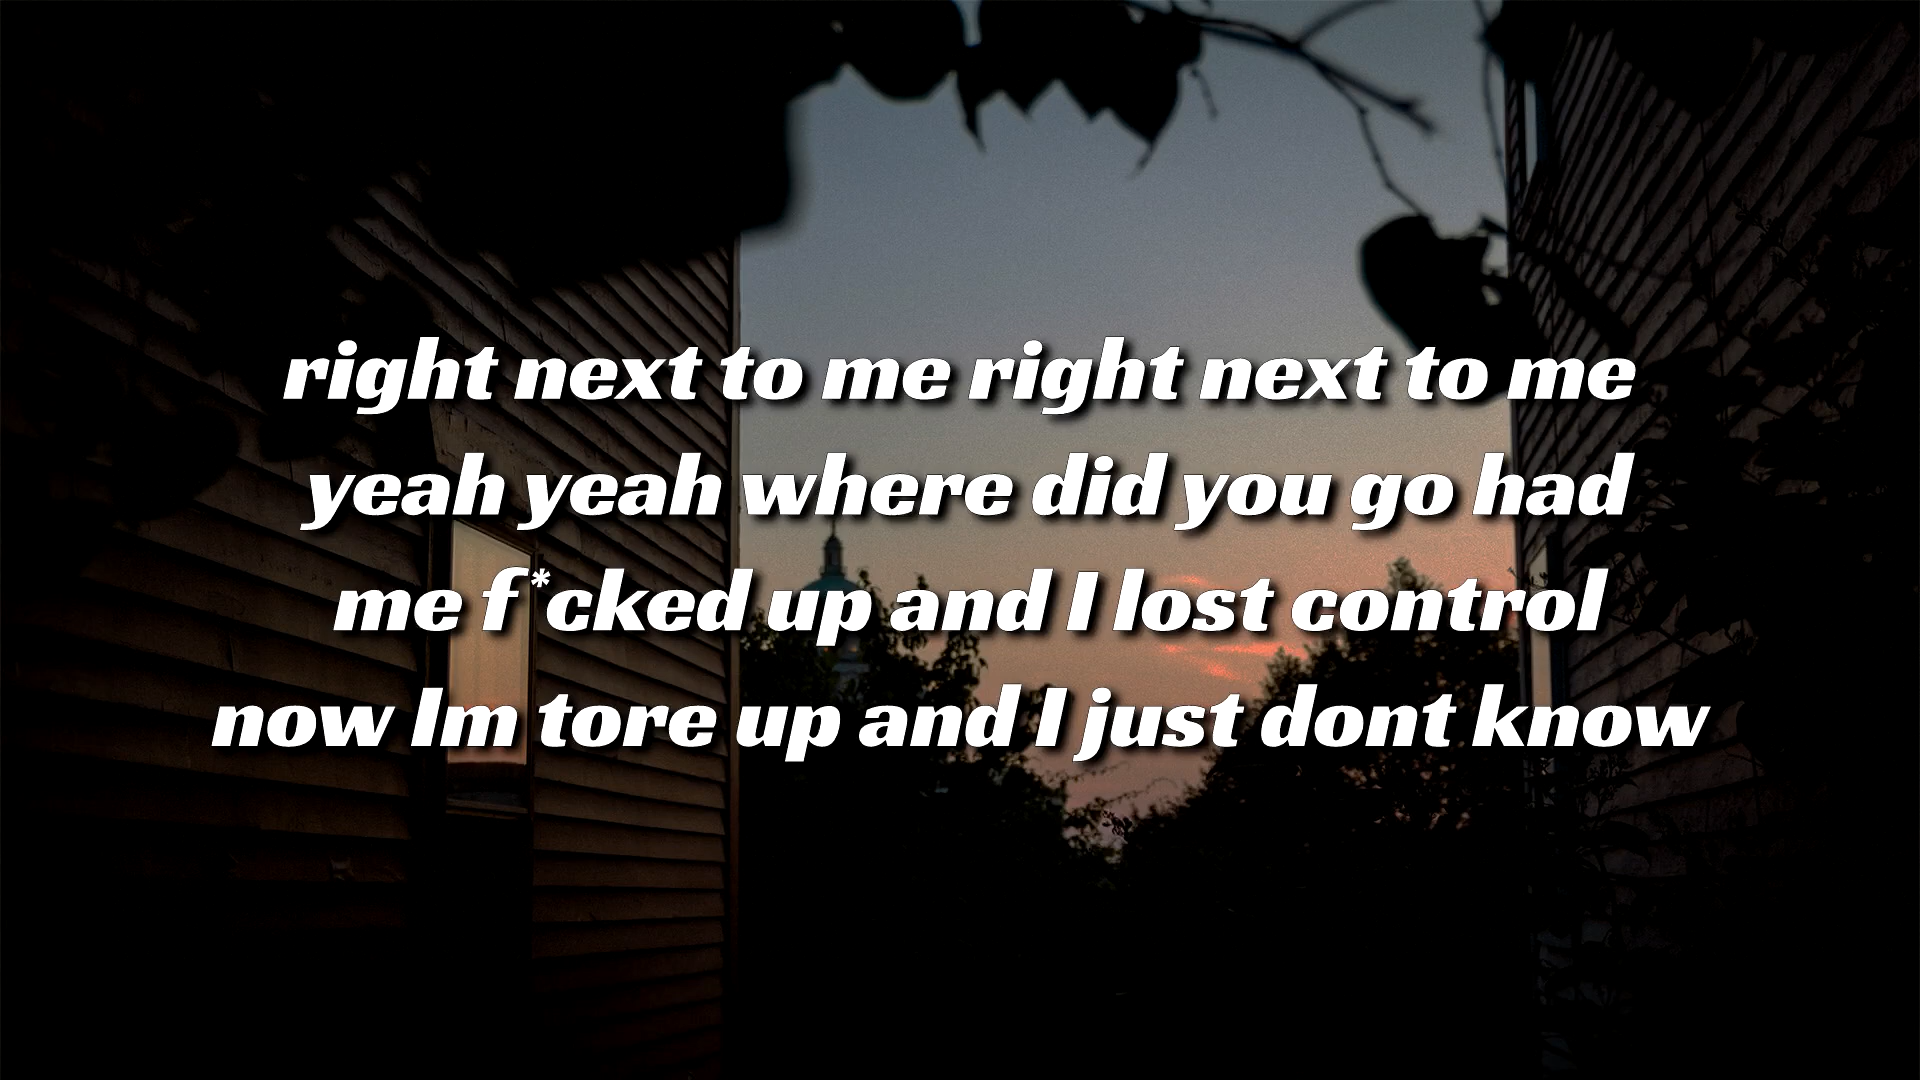 right next to me right next to me
yeah yeah where did you go had
me f*cked up and I lost control
now Im tore up and I just dont know